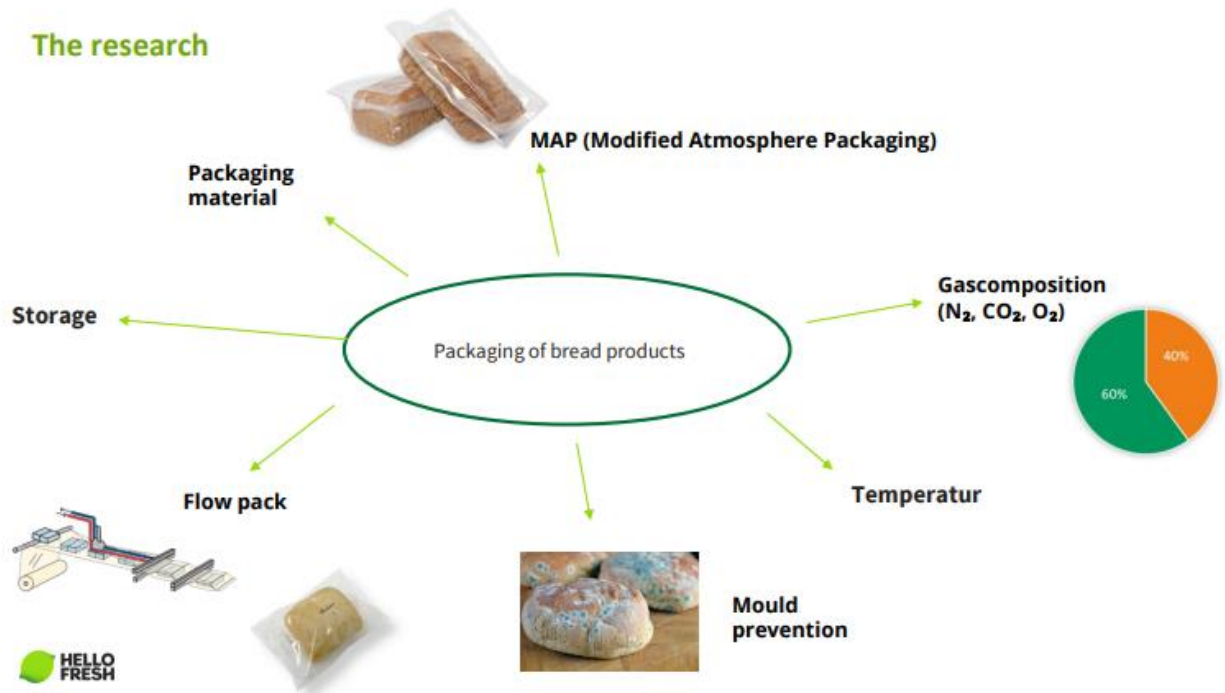 The research
MAP (Modified Atmosphere Packaging)
Packaging
material
Gascomposition
(N₂, CO₂, O₂)
Storage
Packaging of bread products
40%
60%
Flow pack
Temperatur
Mould
prevention
HELLO
FRESH